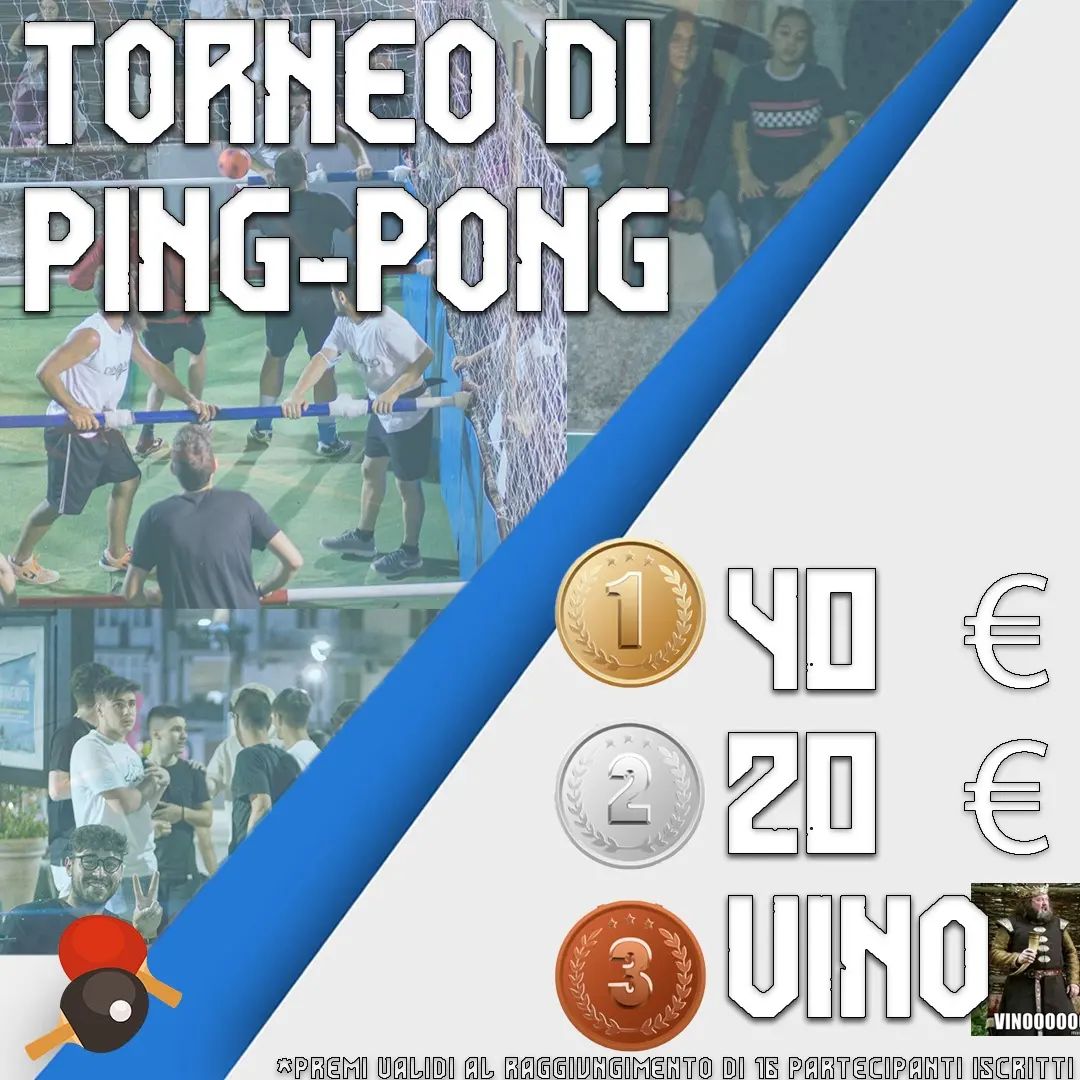 TORNEO DI
PING-PONG
1
40 €
2
20 €
3
VINO
VINOOOOO
*PREMI VALIDI AL RAGGIUNGIMENTO DI 16 PARTECIPANTI ISCRITTI